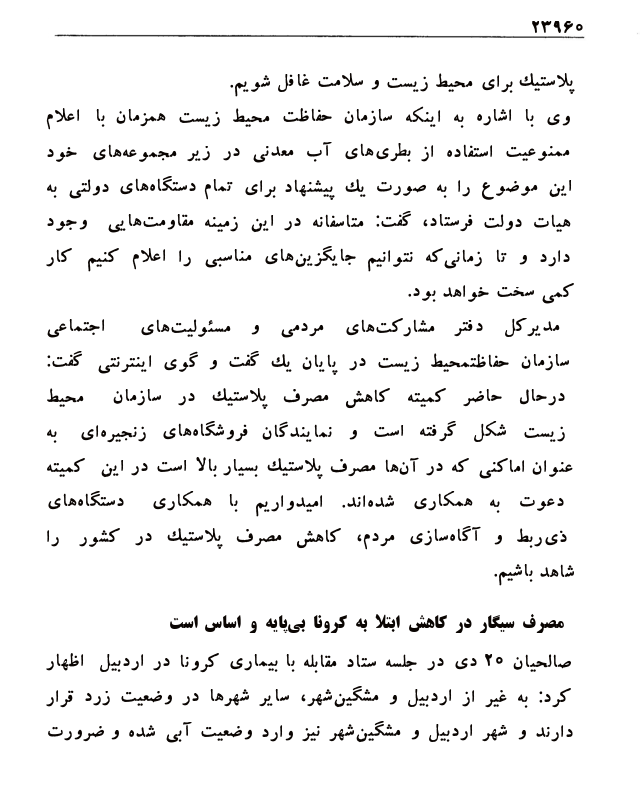 ۲۳۹۶۰
پلاستیك برای محیط زیست و سلامت غافل شویم.
وی با اشاره به اینکه سازمان حفاظت محیط زیست همزمان با اعلام
ممنوعیت استفاده از بطری‌های آب معدنی در زیر مجموعه‌های خود
این موضوع را به صورت یك پیشنهاد برای تمام دستگاه‌های دولتی به
هیات دولت فرستاد، گفت: متاسفانه در این زمینه مقاومت‌هایی وجود
دارد و تا زمانی‌که نتوانیم جایگزین‌های مناسبی را اعلام کنیم کار
کمی سخت خواهد بود.
مدیرکل دفتر مشارکت‌های مردمی و مسئولیت‌های اجتماعی
سازمان حفاظتمحیط زیست در پایان یك گفت و گوی اینترنتی گفت:
درحال حاضر کمیته کاهش مصرف پلاستیك در سازمان محیط
زیست شکل گرفته است و نمایندگان فروشگاه‌های زنجیره‌ای به
عنوان اماکنی که در آن‌ها مصرف پلاستیك بسیار بالا است در این کمیته
دعوت به همکاری شده‌اند. امیدواریم با همکاری دستگاه‌های
ذی‌ربط و آگاه‌سازی مردم، کاهش مصرف پلاستیك در کشور را
شاهد باشیم.
مصرف سیگار در کاهش ابتلا به کرونا بی‌پایه و اساس است
صالحیان ۲۰ دی در جلسه ستاد مقابله با بیماری کرونا در اردبیل اظهار
کرد: به غیر از اردبیل و مشگین‌شهر، سایر شهرها در وضعیت زرد قرار
دارند و شهر اردبیل و مشگین‌شهر نیز وارد وضعیت آبی شده و ضرورت